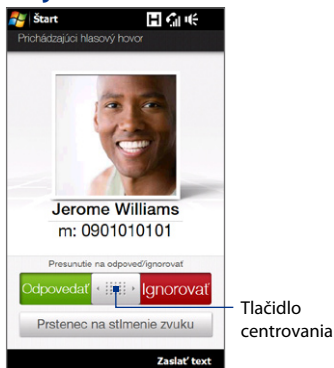 Štart
Prichádzajúci hlasový hovor
Jerome Williams
m: 0901010101
Presunutie na odpoveď/ignorovať
Odpovedať
Ignorovať
Tlačidlo
centrovania
Prstenec na stlmenie zvuku
Zaslať text